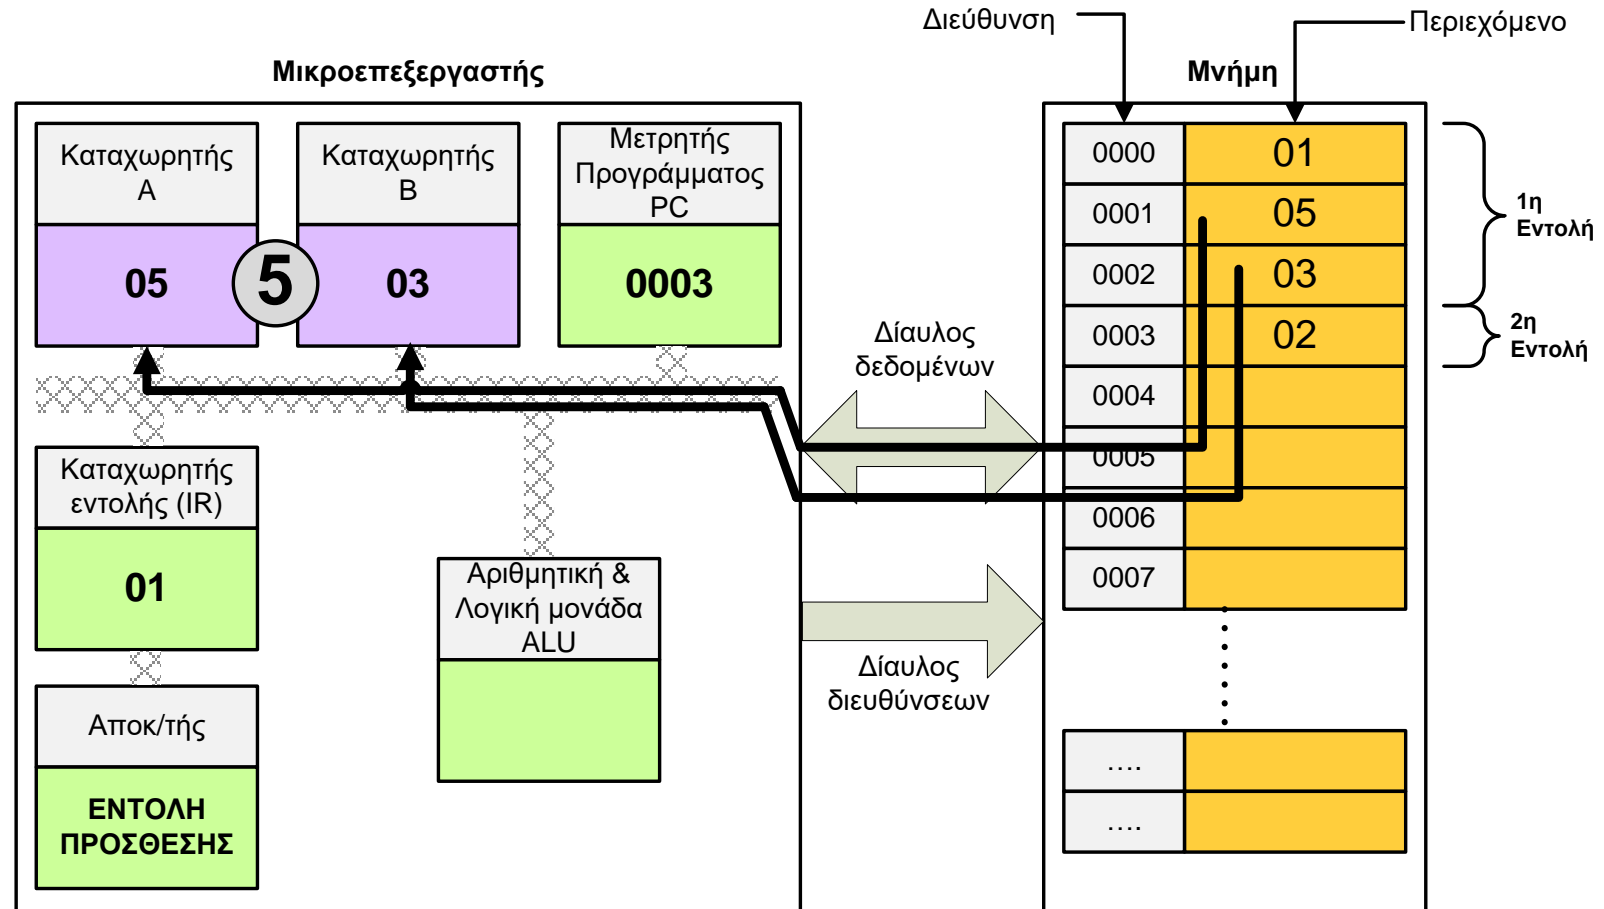 Διεύθυνση
Περιεχόμενο
Μικροεπεξεργαστής
Μνήμη
Καταχωρητής
A
05
5
Καταχωρητής
B
03
Μετρητής
Προγράμματος
PC
0003
0000 01
0001 05
0002 03
0003 02
0004
0005
0006
0007
....
....
1η
Εντολή
2η
Εντολή
Δίαυλος
δεδομένων
Καταχωρητής
εντολής (IR)
01
Αριθμητική &
Λογική μονάδα
ALU
Δίαυλος
διευθύνσεων
Αποκ/τής
ΕΝΤΟΛΗ
ΠΡΟΣΘΕΣΗΣ